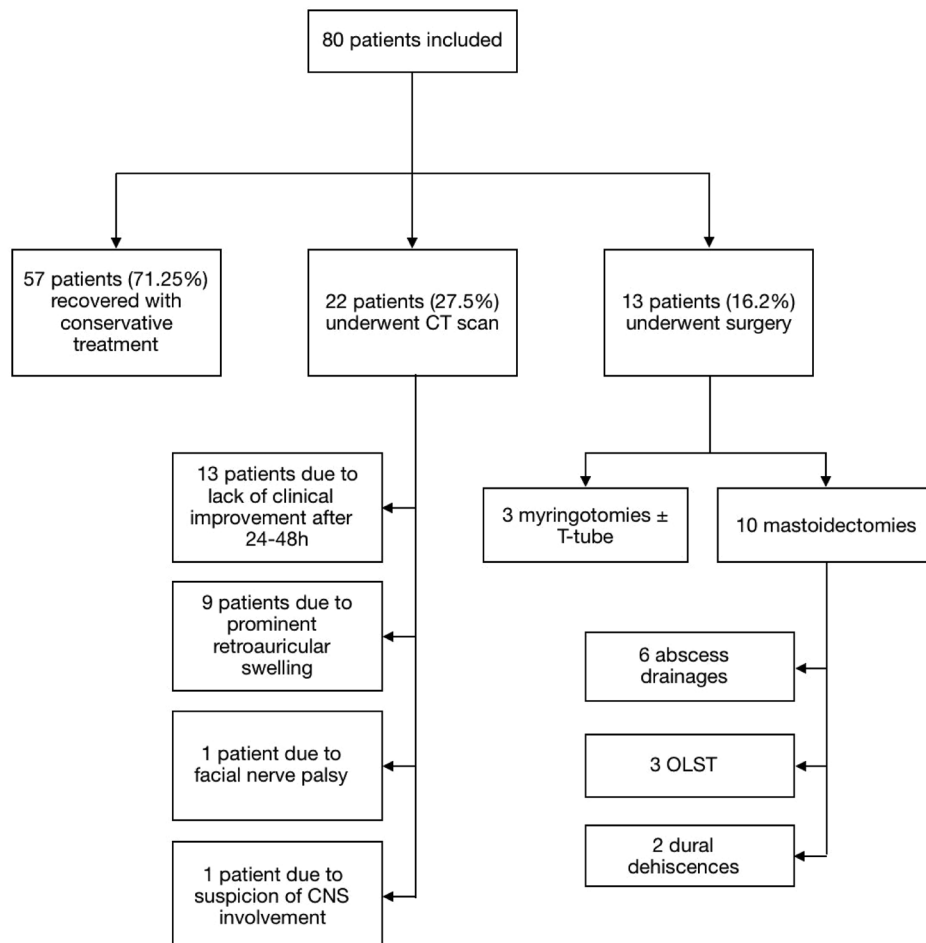 80 patients included
57 patients (71.25%)
recovered with
conservative
treatment
22 patients (27.5%)
underwent CT scan
13 patients (16.2%)
underwent surgery
13 patients due to
lack of clinical
improvement after
24-48h
9 patients due to
prominent
retroauricular
swelling
1 patient due to
facial nerve palsy
1 patient due to
suspicion of CNS
involvement
3 myringotomies ±
T-tube
10 mastoidectomies
6 abscess
drainages
3 OLST
2 dural
dehiscences